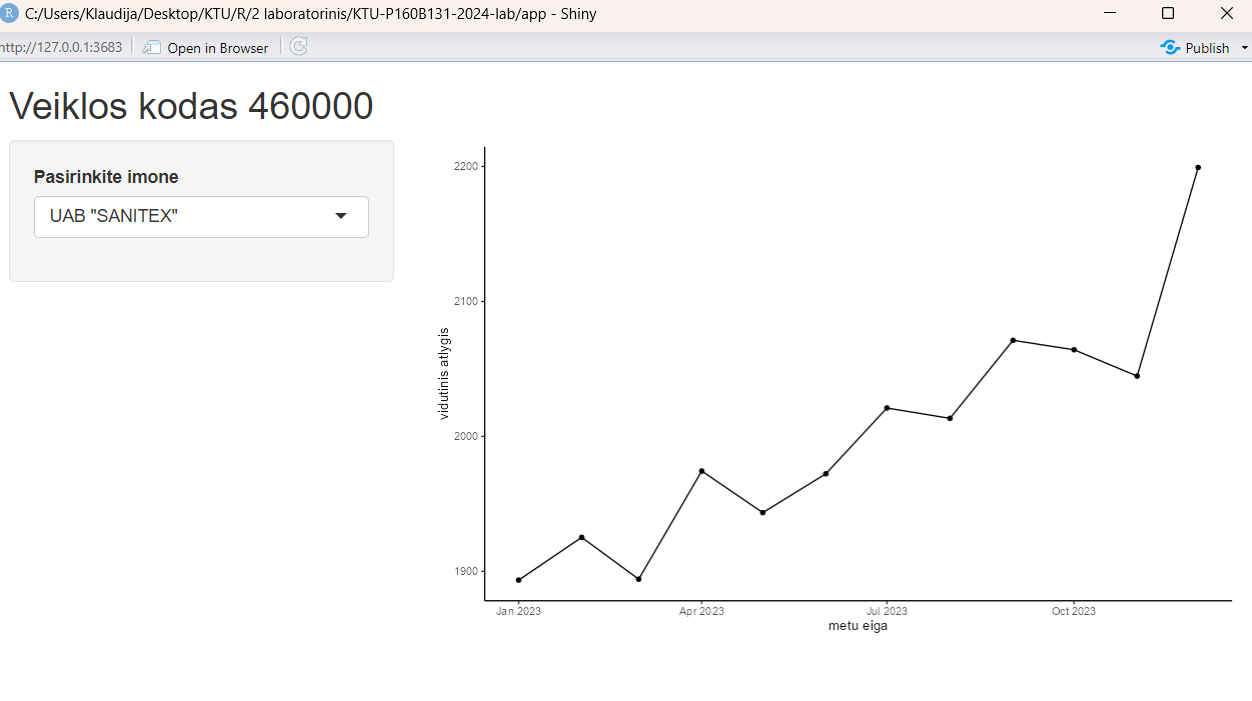 R C:/Users/Klaudija/Desktop/KTU/R/2 laboratorinis/KTU-P160B131-2024-lab/app - Shiny
http://127.0.0.1:3683 Open in Browser Publish
Veiklos kodas 460000
Pasirinkite imone
UAB "SANITEX"
2200
2100
2000
1900
vidutinis atlygis
Jan 2023 Apr 2023 Jul 2023 Oct 2023
metu eiga